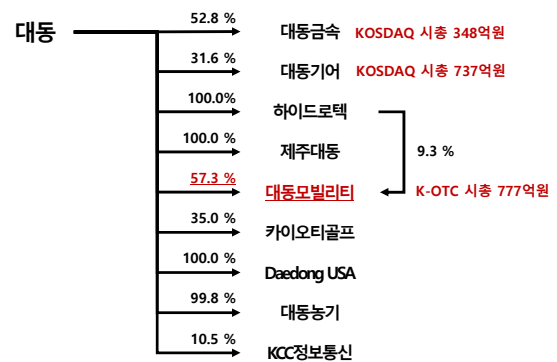 대동
52.8 % 대동금속 KOSDAQ 시총 348억원
31.6 % 대동기어 KOSDAQ 시총 737억원
100.0% 하이드로텍
100.0 % 제주대동 9.3 %
57.3 % 대동모빌리티 K-OTC 시총 777억원
35.0 % 카이오티골프
100.0 % Daedong USA
99.8 % 대동농기
10.5 % KCC정보통신